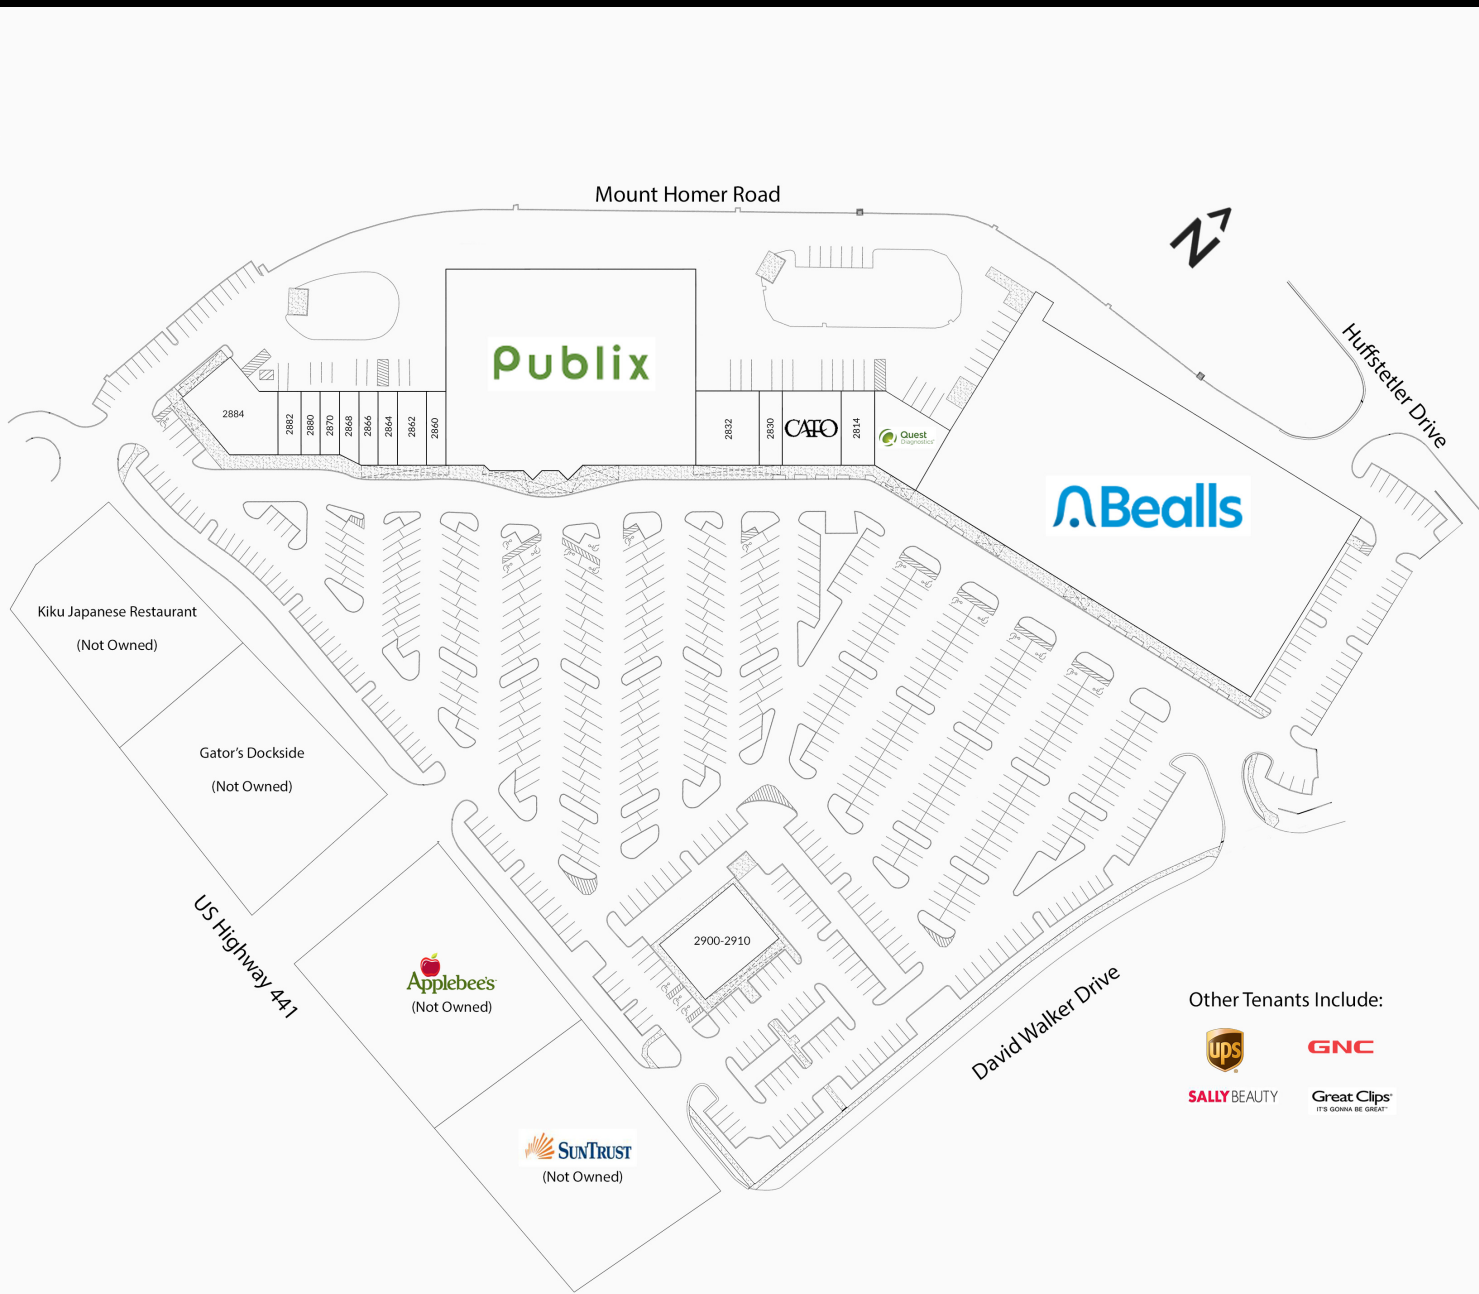 Mount Homer Road
N
Huffstetler Drive
Publix
2884
2882
2880
2870
2868
2866
2864
2862
2860
2832
2830
CATO
2814
Quest
Diagnostics
Bealls
Kiku Japanese Restaurant
(Not Owned)
Gator's Dockside
(Not Owned)
US Highway 441
2900-2910
Applebee's
(Not Owned)
David Walker Drive
SunTrust
(Not Owned)
Other Tenants Include:
ups
GNC
SALLY BEAUTY
Great Clips®
IT'S GONNA BE GREAT™